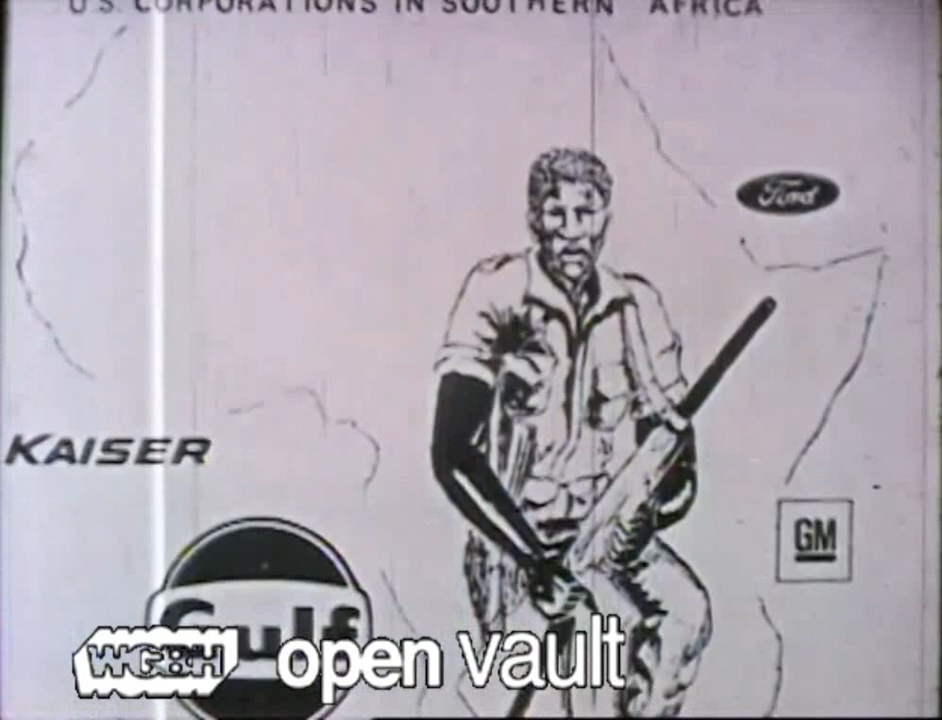 U.S. CORPORATIONS IN SOUTHERN AFRICA
Ford
KAISER
GM
Gulf
WGBH open vault